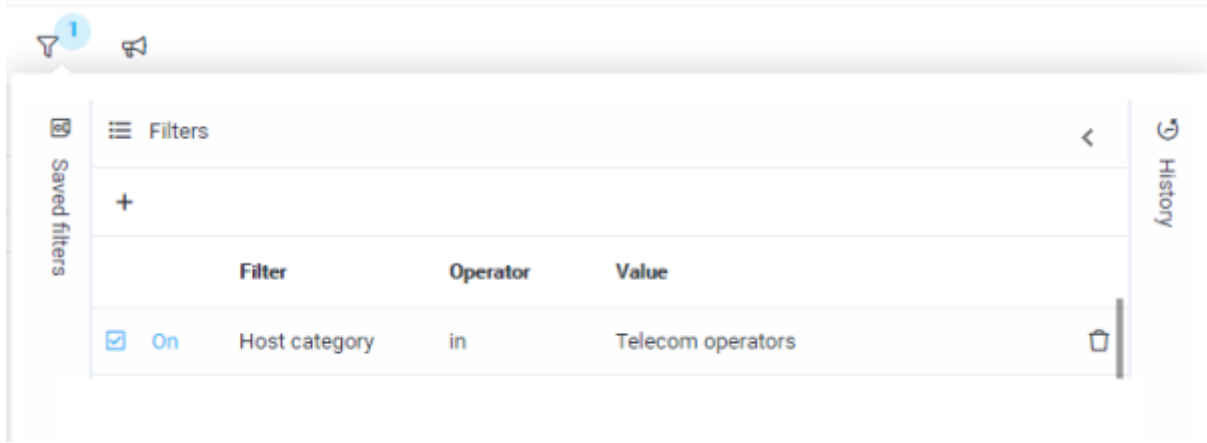 1
Saved filters
Filters
+
Filter Operator Value
On Host category in Telecom operators
History